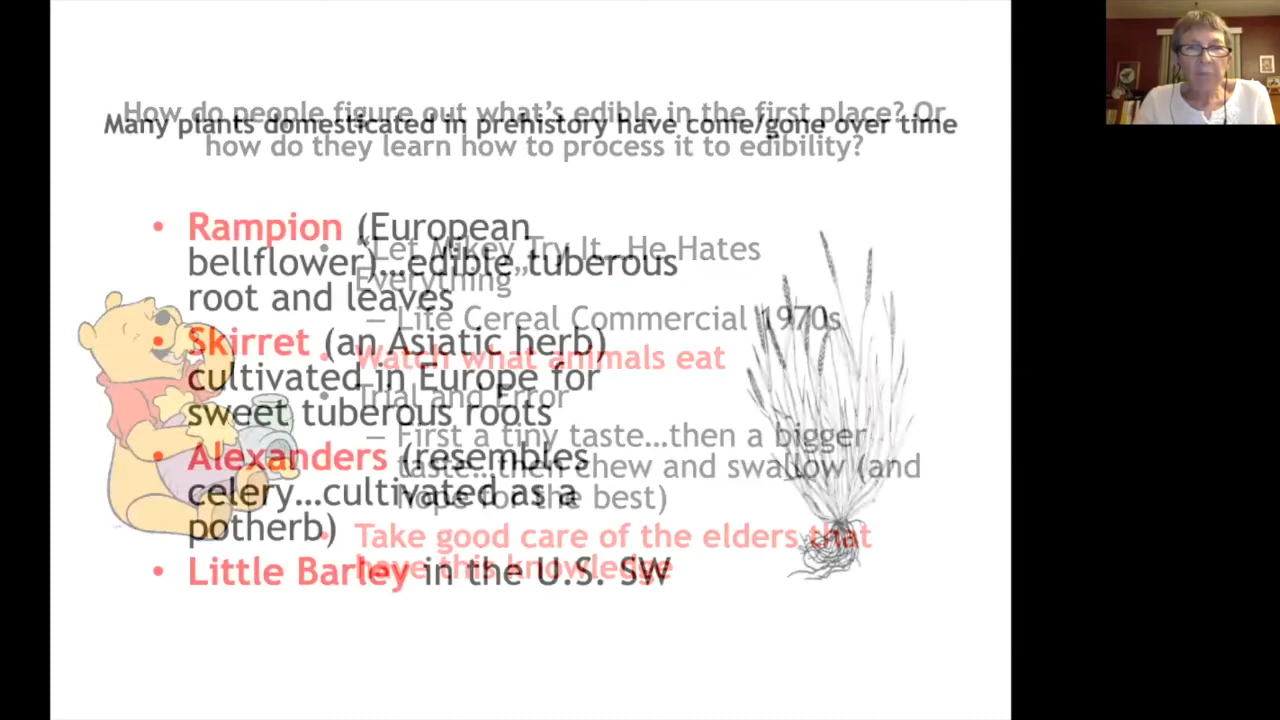 How do people figure out what's edible in the first place? Or
how do they learn how to process it to edibility?
• "Let Mikey Try It…He Hates
Everything"
– Life Cereal Commercial 1970s
• Watch what animals eat
• Trial and Error
– First a tiny taste…then a bigger
taste…then chew and swallow (and
hope for the best)
• Take good care of the elders that
have this knowledge
Many plants domesticated in prehistory have come/gone over time
• Rampion (European
bellflower)…edible tuberous
root and leaves
• Skirret (an Asiatic herb)
cultivated in Europe for
sweet tuberous roots
• Alexanders (resembles
celery…cultivated as a
potherb)
• Little Barley in the U.S. SW